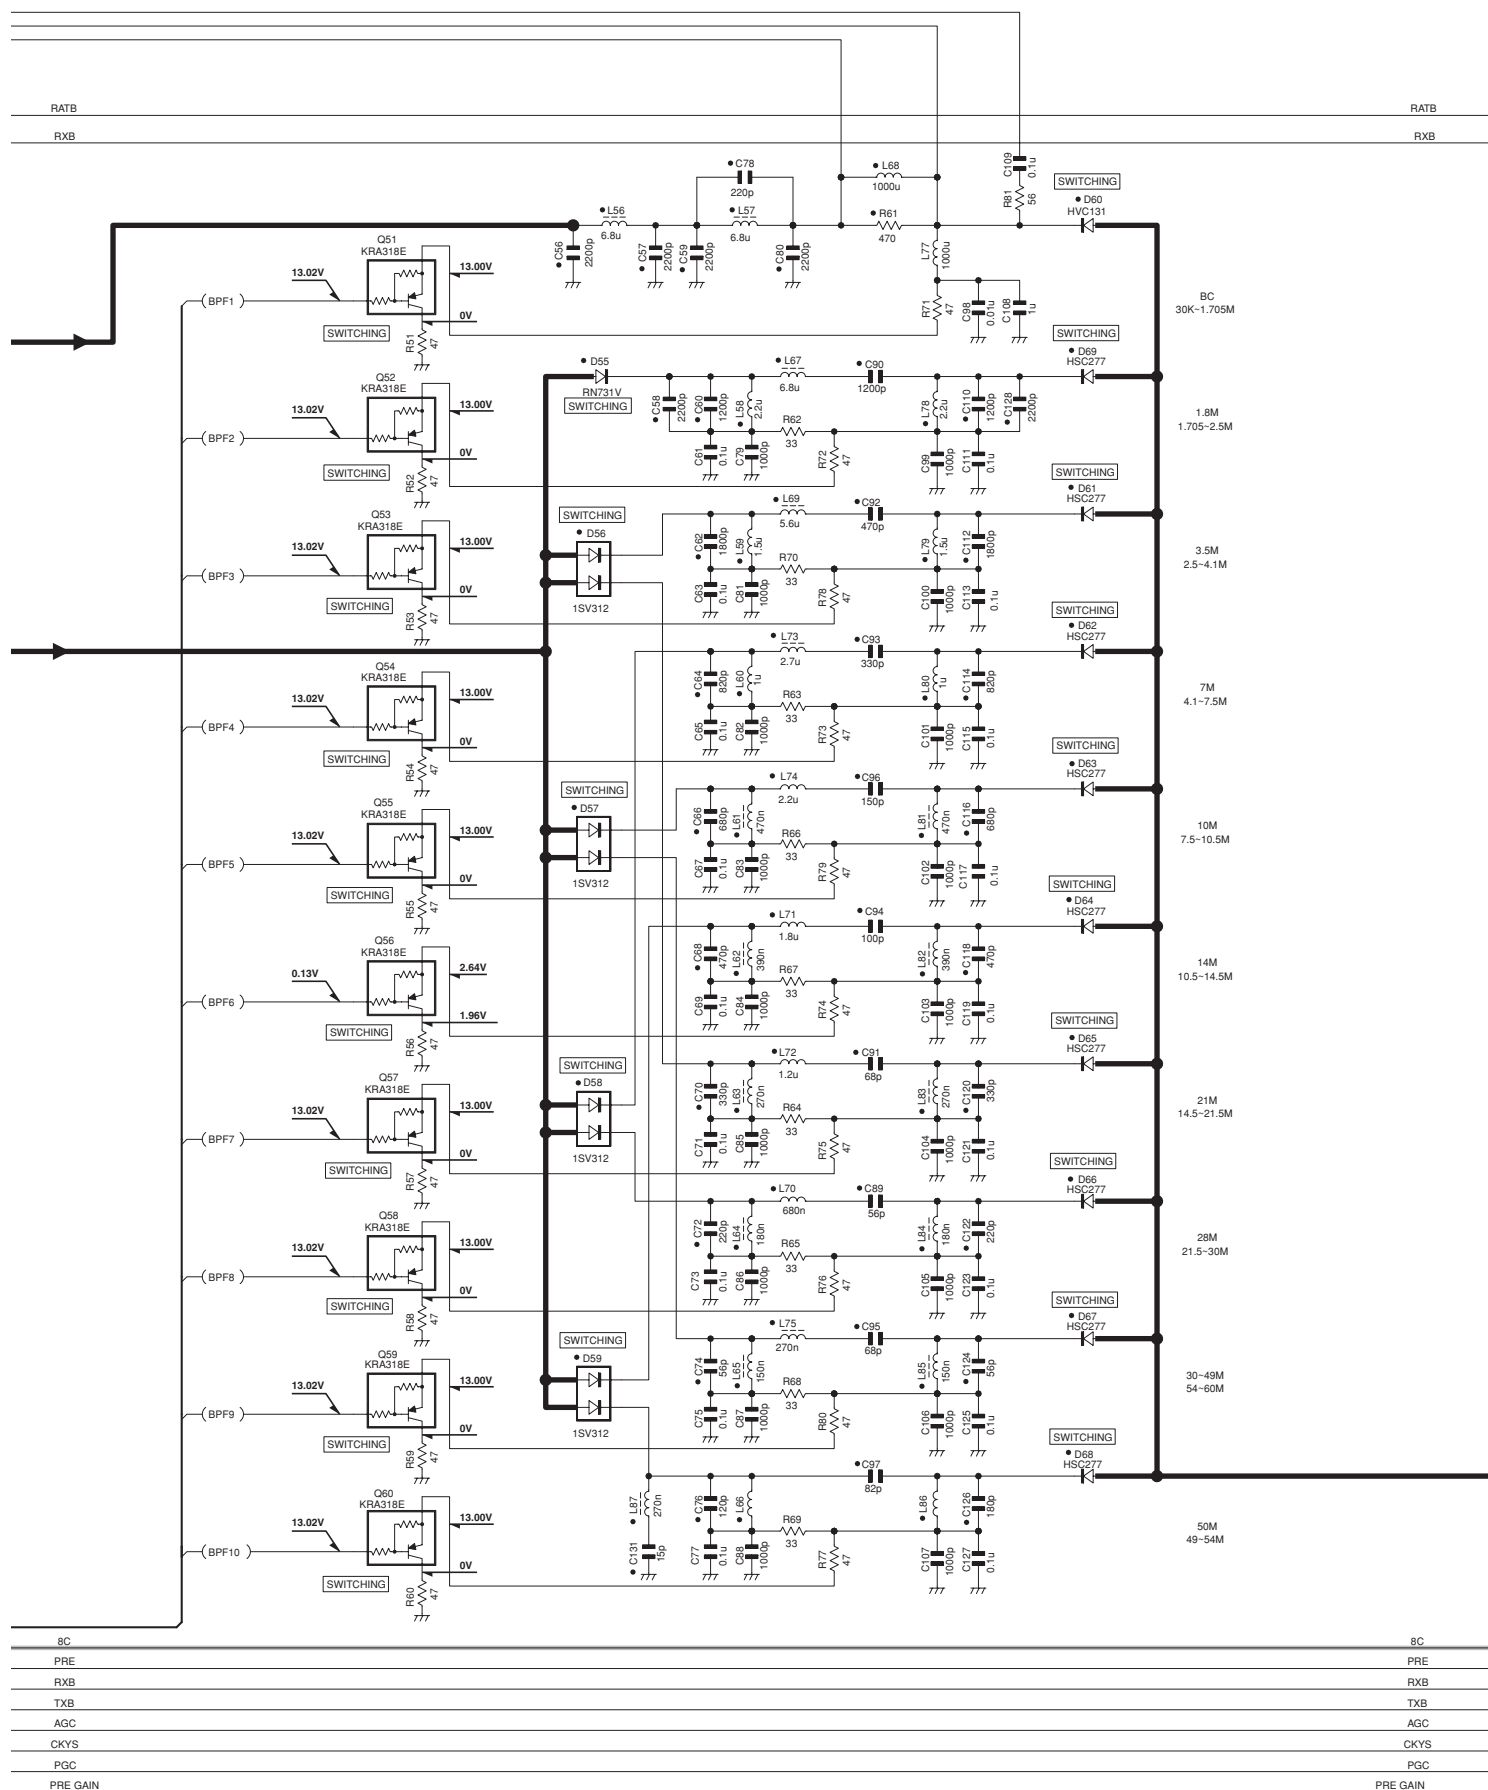 RATB
RATB
RXB
RXB
C78
220p
L68
1000u
C109
0.1u
R81
56
SWITCHING
D60
HVC131
L56
6.8u
L57
6.8u
R61
470
C56
2200p
C57
2200p
C59
2200p
C80
2200p
L77
1000u
R71
47
C98
0.01u
C108
1u
BC
30K~1.705M
Q51
KRA318E
13.02V
13.00V
0V
(BPF1)
SWITCHING
R51
47
D55
RN731V
SWITCHING
C58
2200p
C60
1200p
L58
2.2u
L67
6.8u
C90
1200p
R62
33
C61
0.1u
C79
1000p
R72
47
L78
2.2u
C110
1200p
C128
2200p
C99
1000p
C111
0.1u
SWITCHING
D69
HSC277
1.8M
1.705~2.5M
Q52
KRA318E
13.02V
13.00V
0V
(BPF2)
SWITCHING
R52
47
SWITCHING
D56
1SV312
C62
1800p
L59
1.5u
L69
5.6u
C92
470p
R70
33
C63
0.1u
C81
1000p
R78
47
L79
1.5u
C112
1800p
C100
1000p
C113
0.1u
SWITCHING
D61
HSC277
3.5M
2.5~4.1M
Q53
KRA318E
13.02V
13.00V
0V
(BPF3)
SWITCHING
R53
47
C64
820p
L60
1u
L73
2.7u
C93
330p
R63
33
C65
0.1u
C82
1000p
R73
47
L80
1u
C114
820p
C101
1000p
C115
0.1u
SWITCHING
D62
HSC277
7M
4.1~7.5M
Q54
KRA318E
13.02V
13.00V
0V
(BPF4)
SWITCHING
R54
47
SWITCHING
D57
1SV312
C66
680p
L61
470n
L74
2.2u
C96
150p
R66
33
C67
0.1u
C83
1000p
R79
47
L81
470n
C116
680p
C102
1000p
C117
0.1u
SWITCHING
D63
HSC277
10M
7.5~10.5M
Q55
KRA318E
13.02V
13.00V
0V
(BPF5)
SWITCHING
R55
47
C68
470p
L62
390n
L71
1.8u
C94
100p
R67
33
C69
0.1u
C84
1000p
R74
47
L82
390n
C118
470p
C103
1000p
C119
0.1u
SWITCHING
D64
HSC277
14M
10.5~14.5M
Q56
KRA318E
0.13V
2.64V
1.96V
(BPF6)
SWITCHING
R56
47
SWITCHING
D58
1SV312
C70
330p
L63
270n
L72
1.2u
C91
68p
R64
33
C71
0.1u
C85
1000p
R75
47
L83
270n
C120
330p
C104
1000p
C121
0.1u
SWITCHING
D65
HSC277
21M
14.5~21.5M
Q57
KRA318E
13.02V
13.00V
0V
(BPF7)
SWITCHING
R57
47
C72
220p
L64
180n
L70
680n
C89
56p
R65
33
C73
0.1u
C86
1000p
R76
47
L84
180n
C122
220p
C105
1000p
C123
0.1u
SWITCHING
D66
HSC277
28M
21.5~30M
Q58
KRA318E
13.02V
13.00V
0V
(BPF8)
SWITCHING
R58
47
SWITCHING
D59
1SV312
C74
56p
L65
150n
L75
270n
C95
68p
R68
33
C75
0.1u
C87
1000p
R80
47
L85
150n
C124
56p
C106
1000p
C125
0.1u
SWITCHING
D67
HSC277
30~49M
54~60M
Q59
KRA318E
13.02V
13.00V
0V
(BPF9)
SWITCHING
R59
47
L87
270n
C131
15p
C76
120p
L66
C97
82p
R69
33
C77
0.1u
C88
1000p
R77
47
L86
C126
180p
C107
1000p
C127
0.1u
SWITCHING
D68
HSC277
50M
49~54M
Q60
KRA318E
13.02V
13.00V
0V
(BPF10)
SWITCHING
R60
47
8C
8C
PRE
PRE
RXB
RXB
TXB
TXB
AGC
AGC
CKYS
CKYS
PGC
PGC
PRE GAIN
PRE GAIN